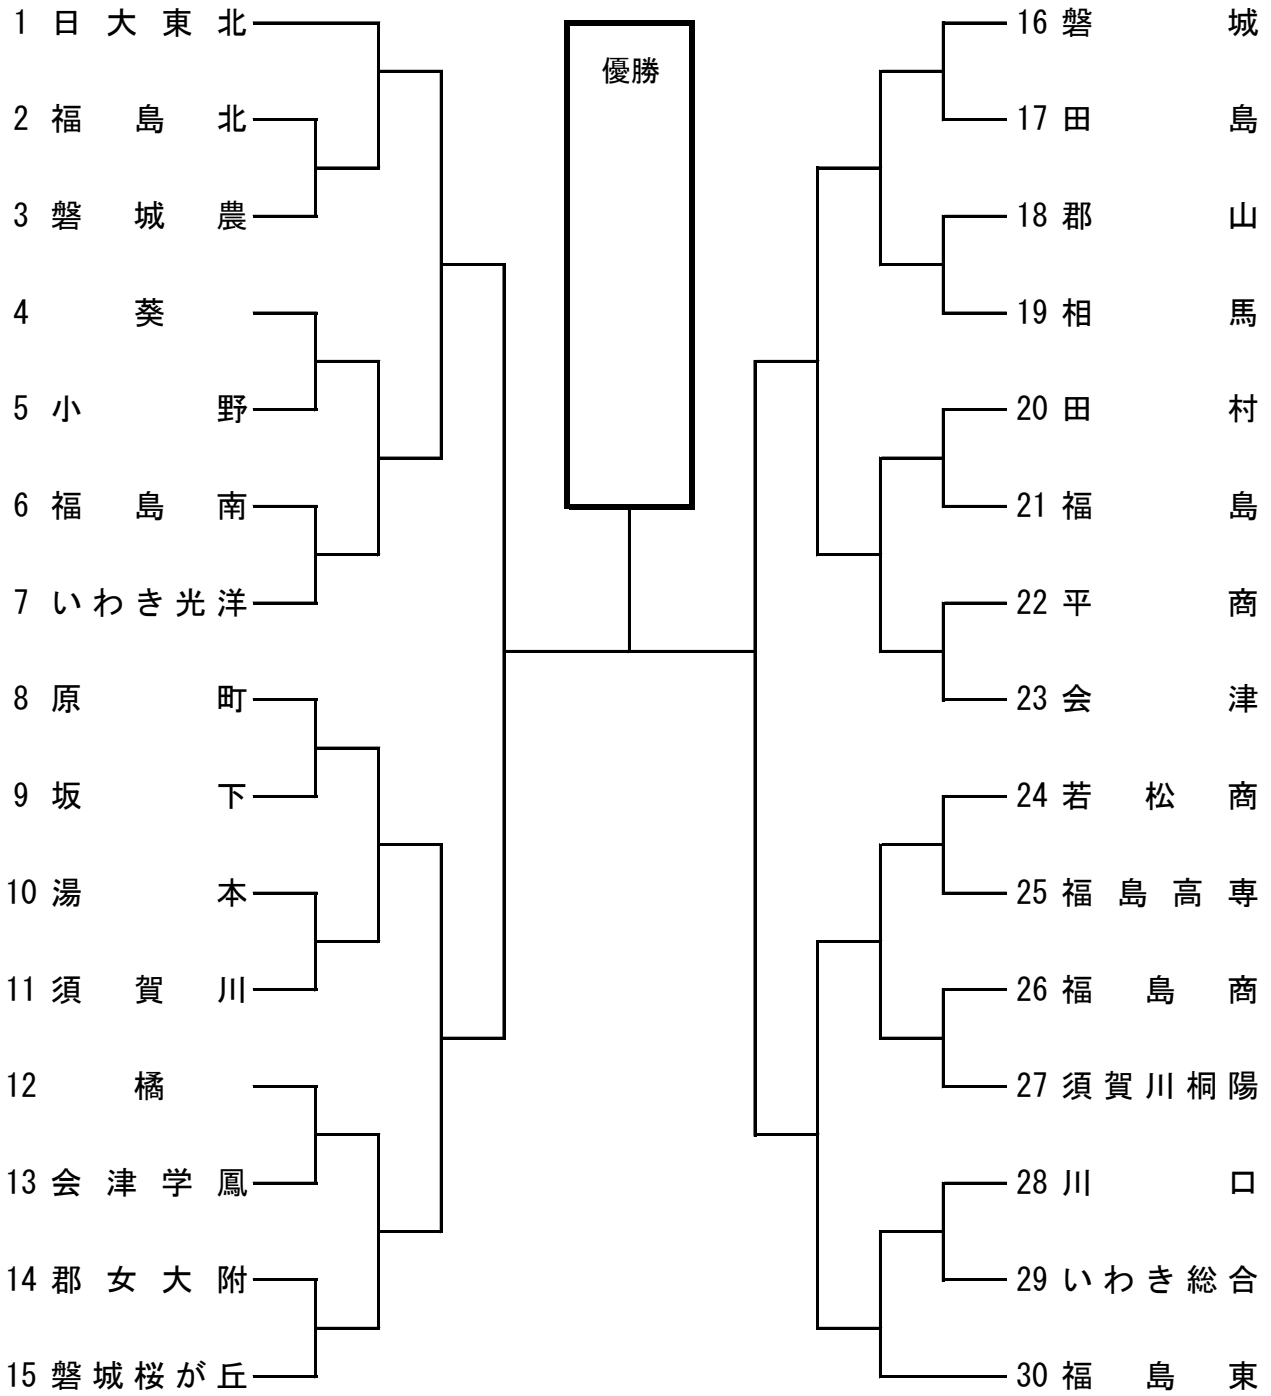 1 日大東北
2 福島北
3 磐城農
4 葵
5 小野
6 福島南
7 いわき光洋
8 原町
9 坂下
10 湯本
11 須賀川
12 橘
13 会津学鳳
14 郡女大附
15 磐城桜が丘
優勝
16 磐城
17 田島
18 郡山
19 相馬
20 田村
21 福島
22 平商
23 会津
24 若松商
25 福島高専
26 福島商
27 須賀川桐陽
28 川口
29 いわき総合
30 福島東